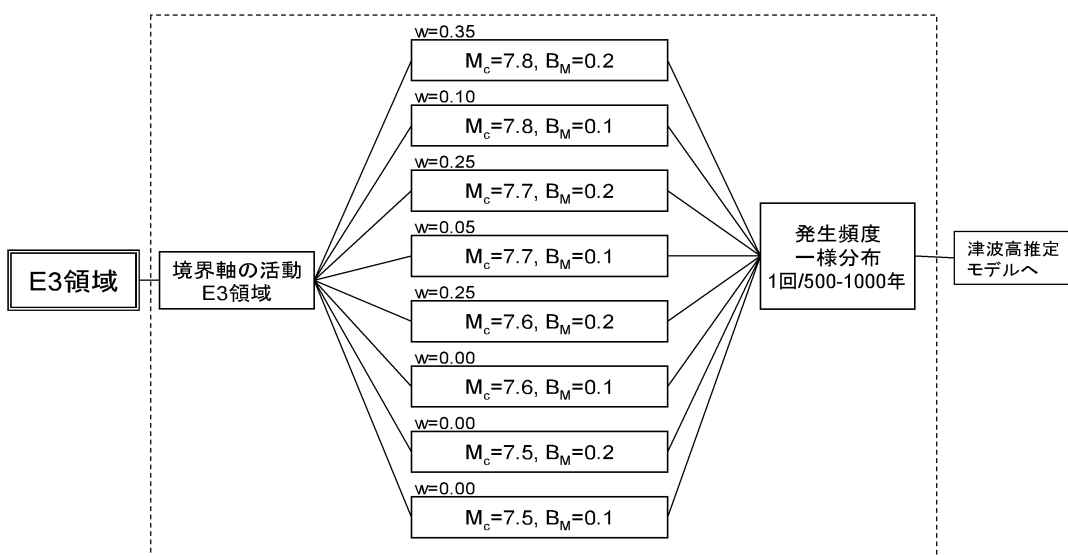 E3領域
境界軸の活動
E3領域
w=0.35
Mc=7.8, BM=0.2
w=0.10
Mc=7.8, BM=0.1
w=0.25
Mc=7.7, BM=0.2
w=0.05
Mc=7.7, BM=0.1
w=0.25
Mc=7.6, BM=0.2
w=0.00
Mc=7.6, BM=0.1
w=0.00
Mc=7.5, BM=0.2
w=0.00
Mc=7.5, BM=0.1
発生頻度
一様分布
1回/500-1000年
津波高推定
モデルへ